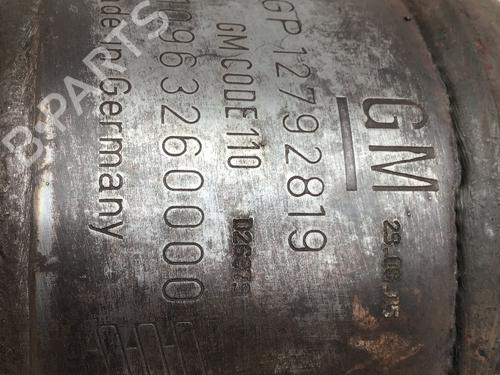 GM
GP 12792819
GM CODE 110
0963260000
de in Germany
B-PARTS